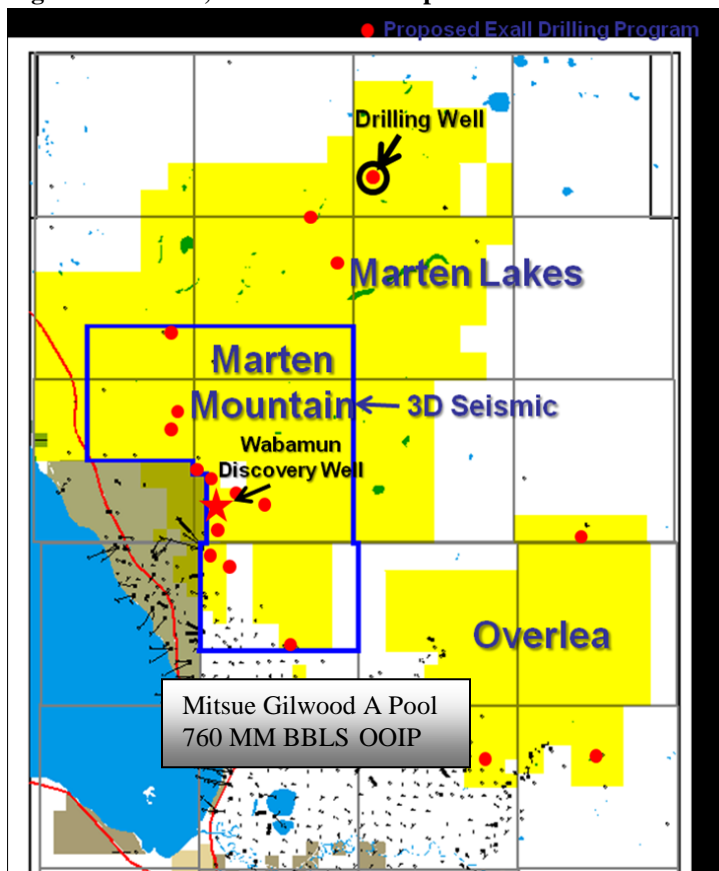 Proposed Exall Drilling Program
Drilling Well
Marten Lakes
Marten
Mountain
3D Seismic
Wabamun
Discovery Well
Overlea
Mitsue Gilwood A Pool
760 MM BBLS OOIP